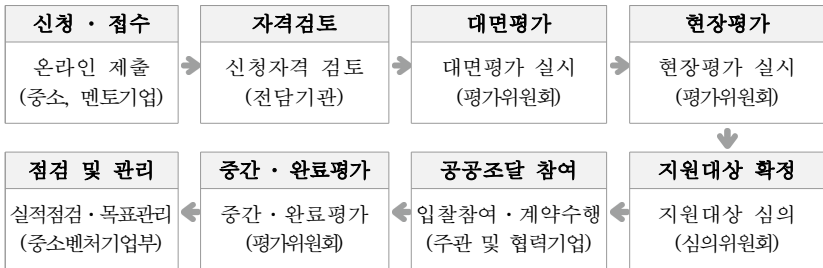 신청 · 접수
온라인 제출
(중소, 멘토기업)
자격검토
신청자격 검토
(전담기관)
대면평가
대면평가 실시
(평가위원회)
현장평가
현장평가 실시
(평가위원회)
지원대상 확정
지원대상 심의
(심의위원회)
공공조달 참여
입찰참여·계약수행
(주관 및 협력기업)
중간 · 완료평가
중간·완료평가
(평가위원회)
점검 및 관리
실적점검·목표관리
(중소벤처기업부)